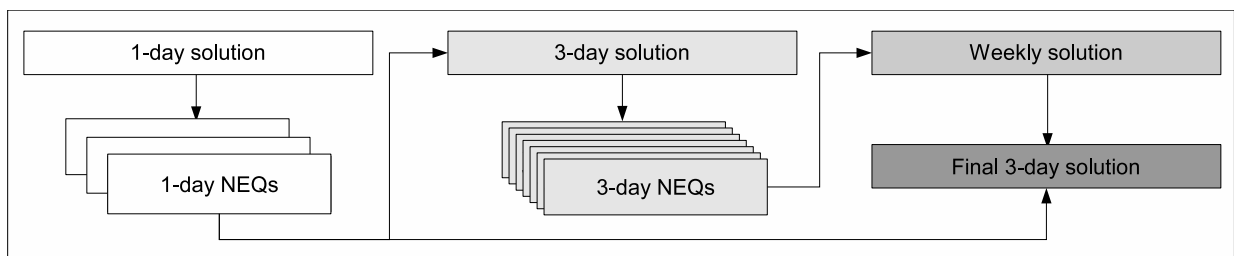 1-day solution
3-day solution
Weekly solution
1-day NEQs
3-day NEQs
Final 3-day solution